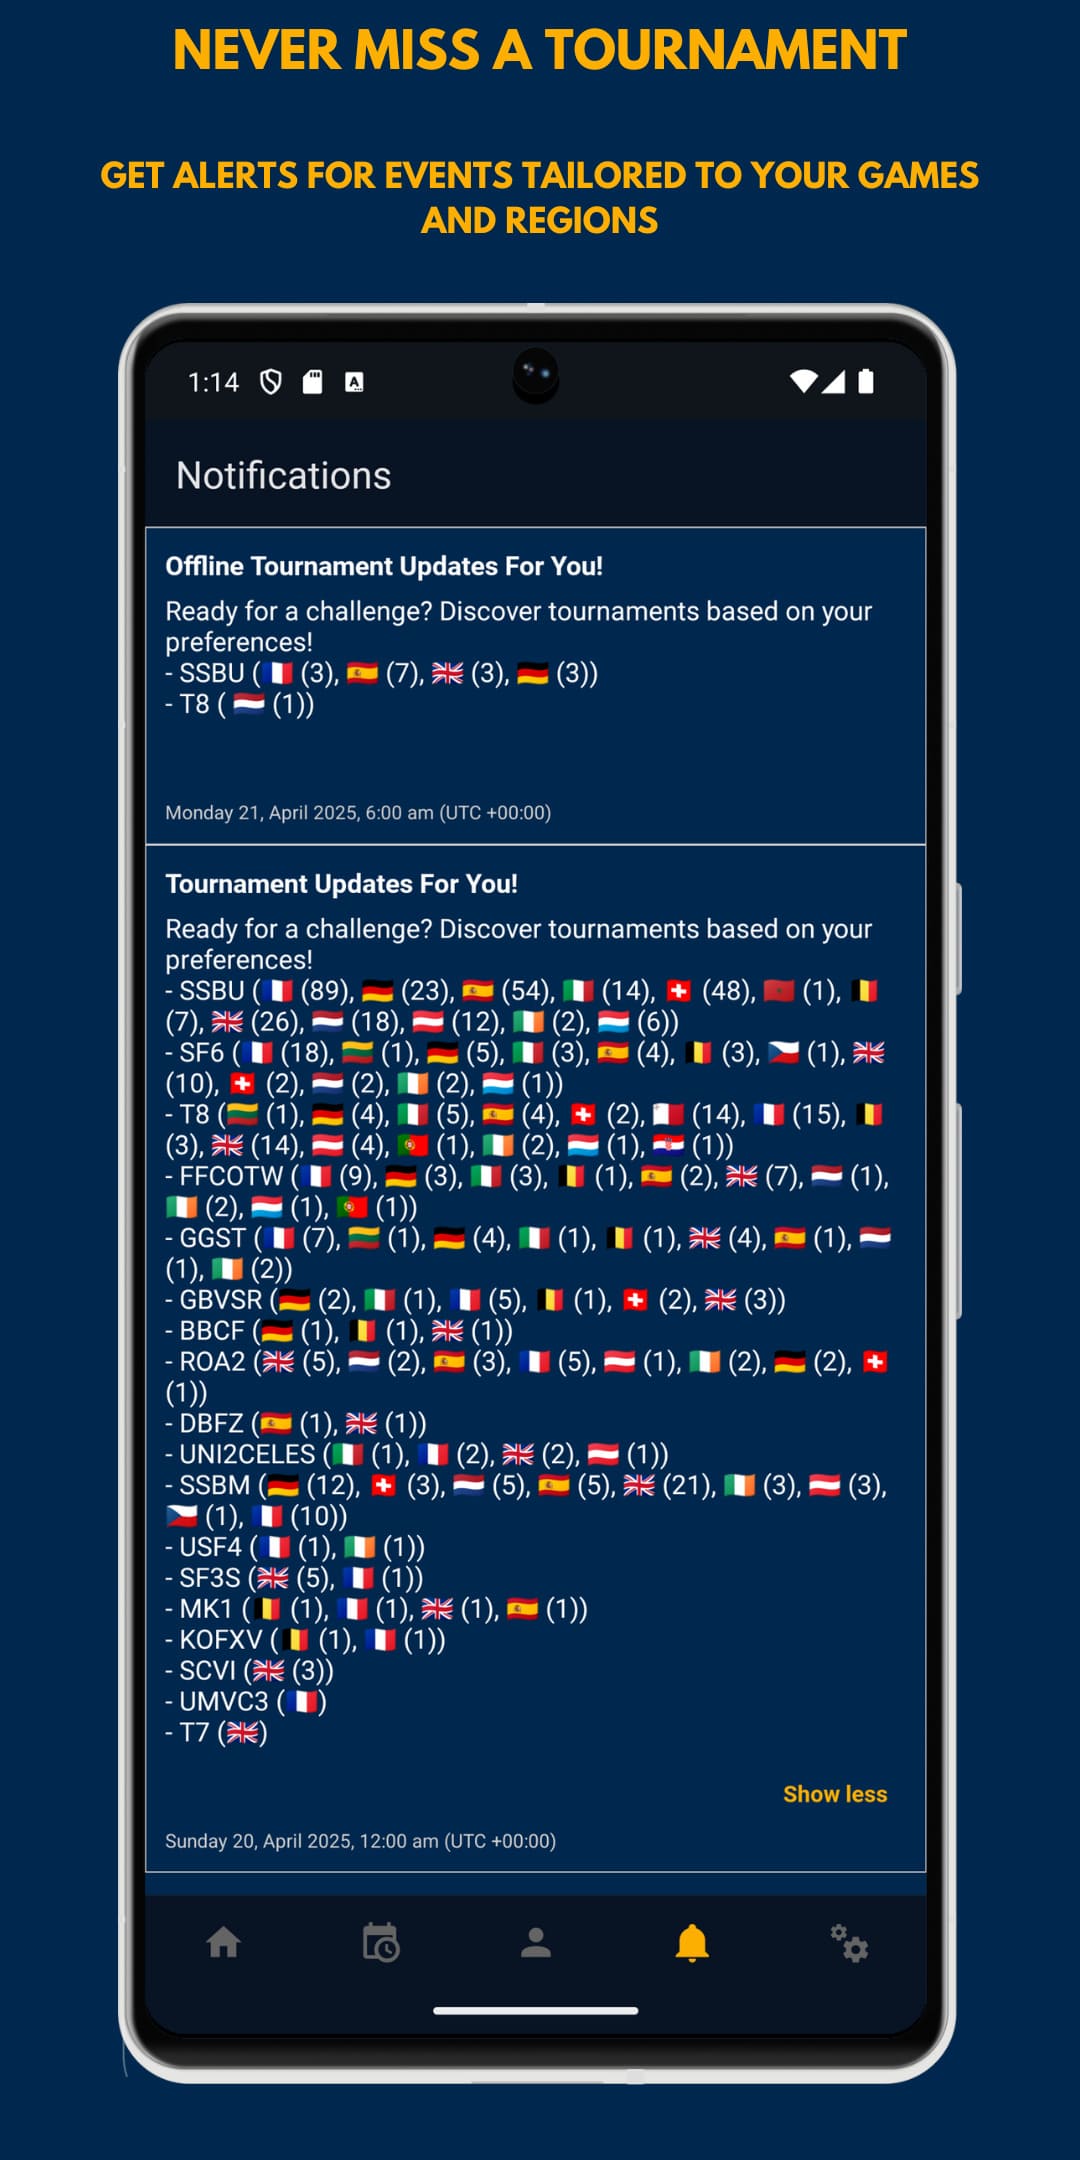 NEVER MISS A TOURNAMENT
GET ALERTS FOR EVENTS TAILORED TO YOUR GAMES
AND REGIONS
1:14
A
Notifications
Offline Tournament Updates For You!
Ready for a challenge? Discover tournaments based on your
preferences!
- SSBU (🇫🇷 (3), 🇪🇸 (7), 🇬🇧 (3), 🇩🇪 (3))
- T8 ( 🇳🇱 (1))
Monday 21, April 2025, 6:00 am (UTC +00:00)
Tournament Updates For You!
Ready for a challenge? Discover tournaments based on your
preferences!
- SSBU (🇫🇷 (89), 🇩🇪 (23), 🇪🇸 (54), 🇮🇹 (14), 🇨🇭 (48), 🇲🇦 (1), 🇧🇪
(7), 🇬🇧 (26), 🇳🇱 (18), 🇦🇹 (12), 🇮🇪 (2), 🇱🇺 (6))
- SF6 (🇫🇷 (18), 🇱🇹 (1), 🇩🇪 (5), 🇮🇹 (3), 🇪🇸 (4), 🇧🇪 (3), 🇨🇿 (1), 🇬🇧
(10), 🇨🇭 (2), 🇳🇱 (2), 🇮🇪 (2), 🇱🇺 (1))
- T8 (🇱🇹 (1), 🇩🇪 (4), 🇮🇹 (5), 🇪🇸 (4), 🇨🇭 (2), 🇲🇹 (14), 🇫🇷 (15), 🇧🇪
(3), 🇬🇧 (14), 🇦🇹 (4), 🇵🇹 (1), 🇮🇪 (2), 🇱🇺 (1), 🇭🇷 (1))
- FFCOTW (🇫🇷 (9), 🇩🇪 (3), 🇮🇹 (3), 🇧🇪 (1), 🇪🇸 (2), 🇬🇧 (7), 🇳🇱 (1),
🇮🇪 (2), 🇱🇺 (1), 🇵🇹 (1))
- GGST (🇫🇷 (7), 🇱🇹 (1), 🇩🇪 (4), 🇮🇹 (1), 🇧🇪 (1), 🇬🇧 (4), 🇪🇸 (1), 🇳🇱
(1), 🇮🇪 (2))
- GBVSR (🇩🇪 (2), 🇮🇹 (1), 🇫🇷 (5), 🇧🇪 (1), 🇨🇭 (2), 🇬🇧 (3))
- BBCF (🇩🇪 (1), 🇧🇪 (1), 🇬🇧 (1))
- ROA2 (🇬🇧 (5), 🇳🇱 (2), 🇪🇸 (3), 🇫🇷 (5), 🇦🇹 (1), 🇮🇪 (2), 🇩🇪 (2), 🇨🇭
(1))
- DBFZ (🇪🇸 (1), 🇬🇧 (1))
- UNI2CELES (🇮🇹 (1), 🇫🇷 (2), 🇬🇧 (2), 🇦🇹 (1))
- SSBM (🇩🇪 (12), 🇨🇭 (3), 🇳🇱 (5), 🇪🇸 (5), 🇬🇧 (21), 🇮🇪 (3), 🇦🇹 (3),
🇨🇿 (1), 🇫🇷 (10))
- USF4 (🇫🇷 (1), 🇮🇪 (1))
- SF3S (🇬🇧 (5), 🇫🇷 (1))
- MK1 (🇧🇪 (1), 🇫🇷 (1), 🇬🇧 (1), 🇪🇸 (1))
- KOFXV (🇧🇪 (1), 🇫🇷 (1))
- SCVI (🇬🇧 (3))
- UMVC3 (🇫🇷)
- T7 (🇬🇧)
Show less
Sunday 20, April 2025, 12:00 am (UTC +00:00)